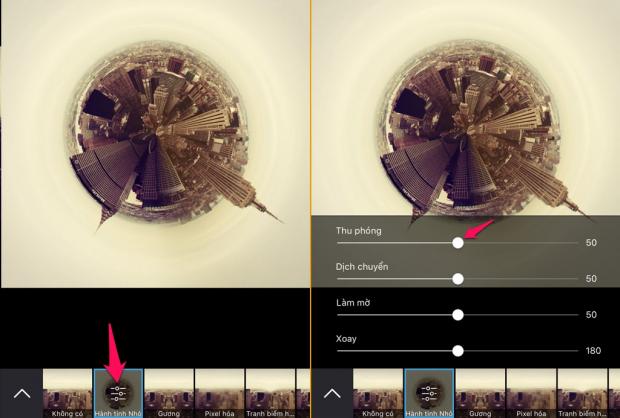 Thu phóng
50
Dịch chuyển
50
Làm mờ
50
Xoay
180
Không có
Hành tinh Nhỏ
Gương
Pixel hóa
Tranh biếm h...
Không có
Hành tinh Nhỏ
Gương
Pixel hóa
Tranh biếm h...